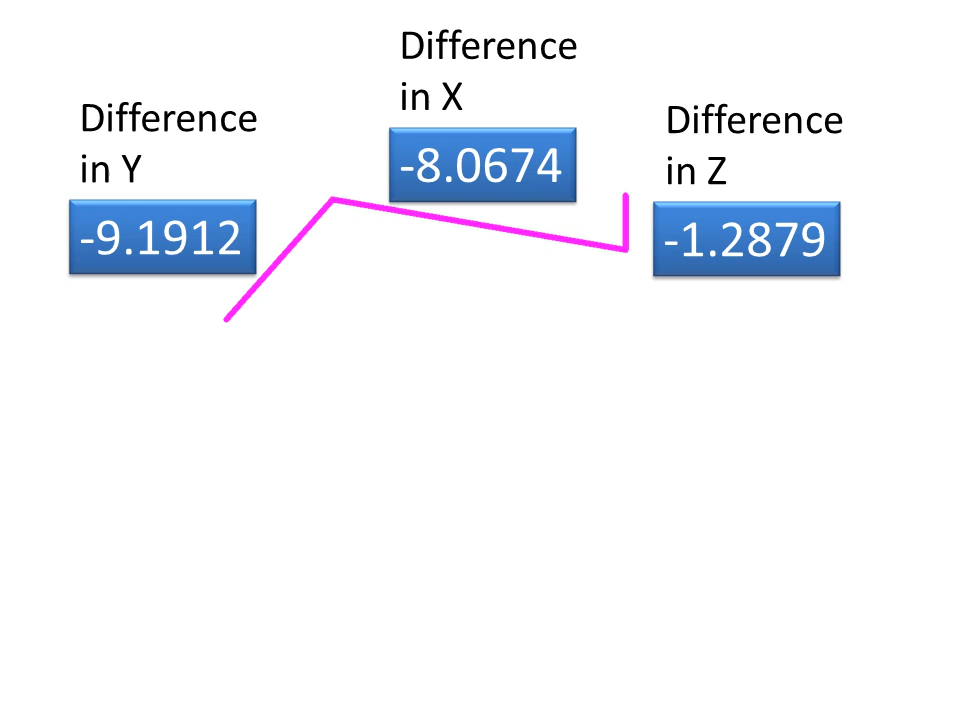 Difference
in X
-8.0674
Difference
in Y
-9.1912
Difference
in Z
-1.2879